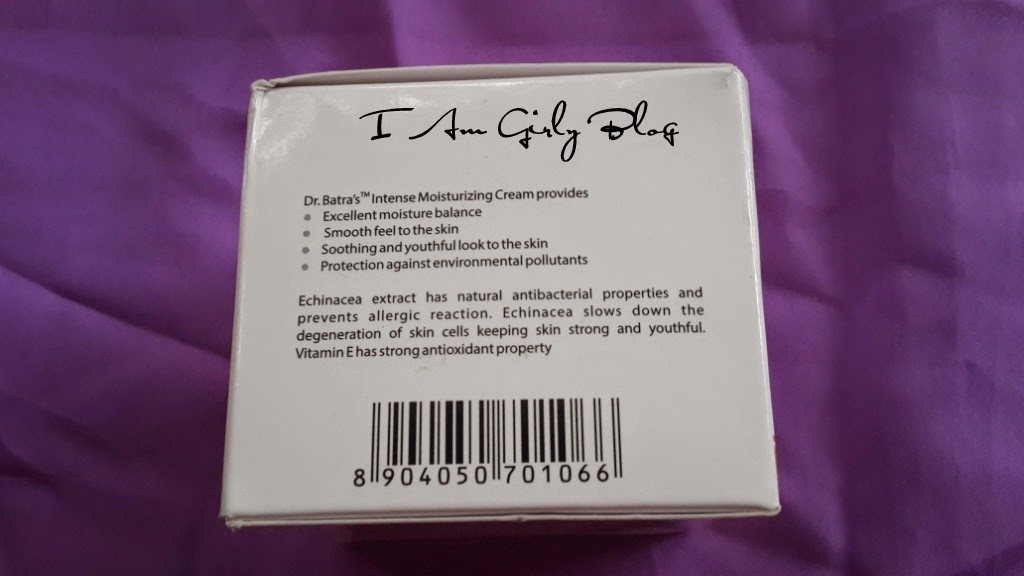 I Am Girly Blog
Dr. Batra's™ Intense Moisturizing Cream provides
• Excellent moisture balance
• Smooth feel to the skin
• Soothing and youthful look to the skin
• Protection against environmental pollutants
Echinacea extract has natural antibacterial properties and
prevents allergic reaction. Echinacea slows down the
degeneration of skin cells keeping skin strong and youthful.
Vitamin E has strong antioxidant property
8 904050 701066